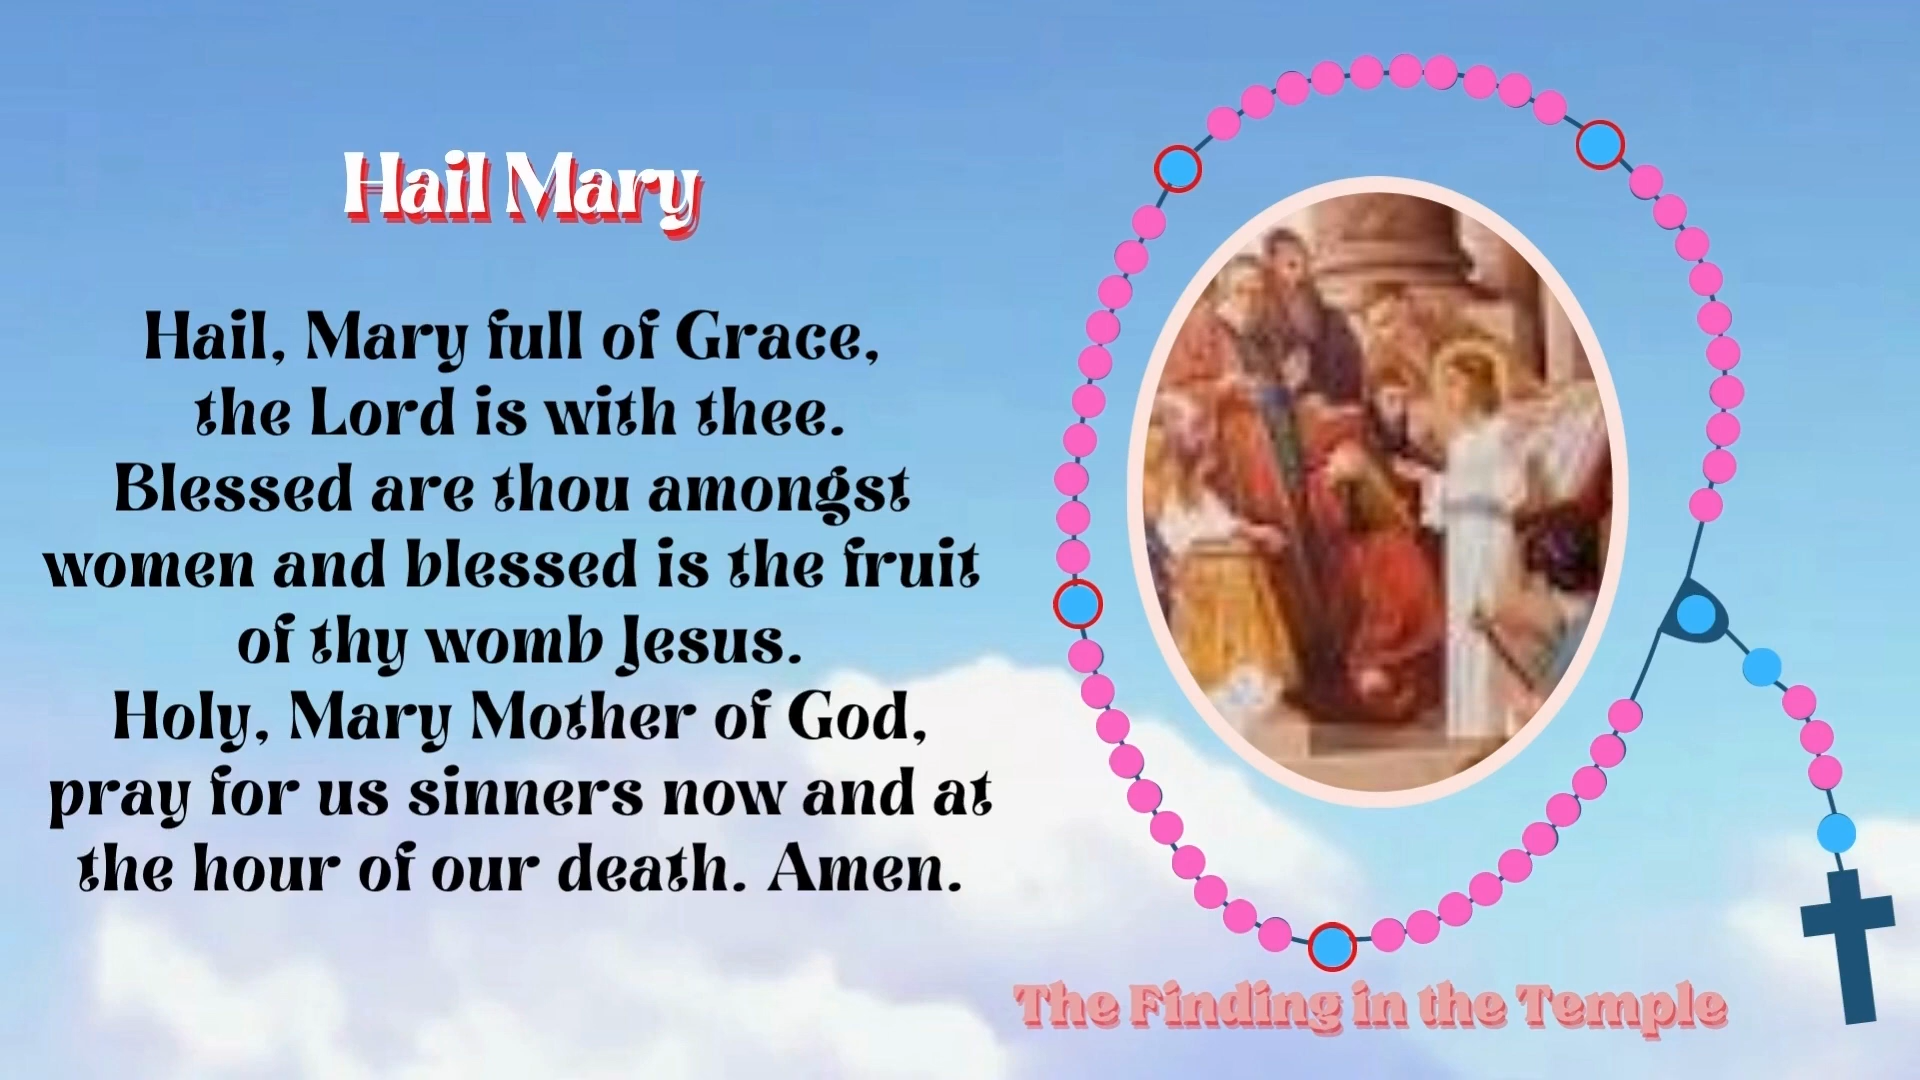 Hail Mary
Hail, Mary full of Grace,
the Lord is with thee.
Blessed are thou amongst
women and blessed is the fruit
of thy womb Jesus.
Holy, Mary Mother of God,
pray for us sinners now and at
the hour of our death. Amen.
The Finding in the Temple